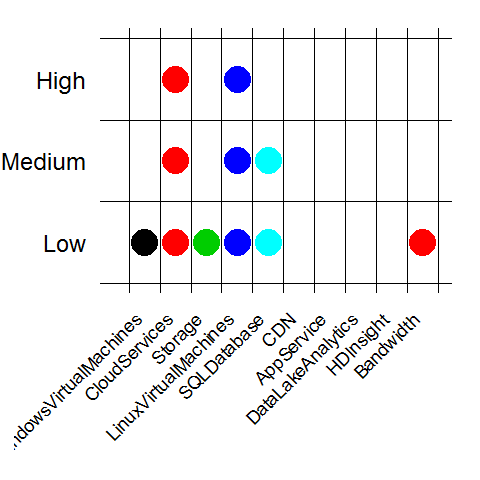 High
Medium
Low
ndowsVirtualMachines
CloudServices
Storage
LinuxVirtualMachines
SQLDatabase
CDN
AppService
DataLakeAnalytics
HDInsight
Bandwidth